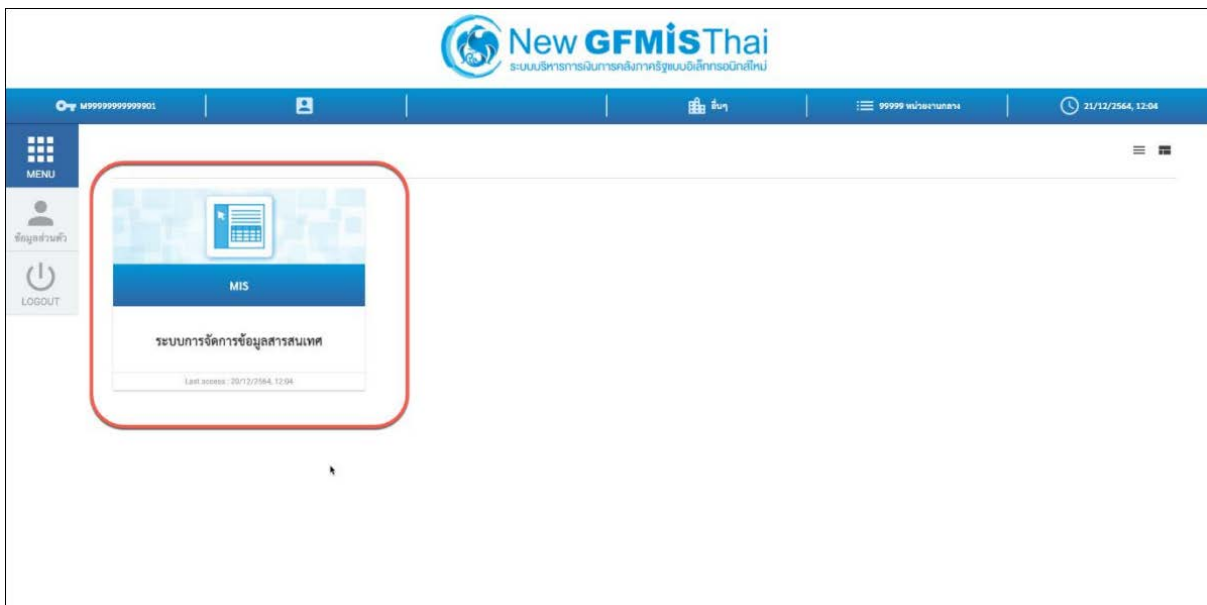 New GFMISThai
ระบบบริหารการเงินการคลังภาครัฐแบบอิเล็กทรอนิกส์ใหม่
M99999999999901
อื่นๆ
99999 หน่วยงานกลาง
21/12/2564, 12:04
MENU
ข้อมูลส่วนตัว
LOGOUT
MIS
ระบบการจัดการข้อมูลสารสนเทศ
Last access : 20/12/2564, 12:04